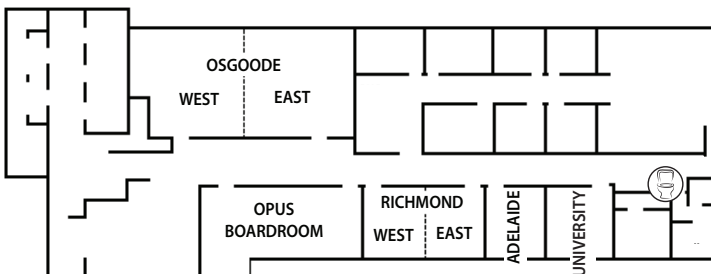 OSGOODE
WEST
EAST
OPUS
BOARDROOM
RICHMOND
WEST
EAST
ADELAIDE
UNIVERSITY